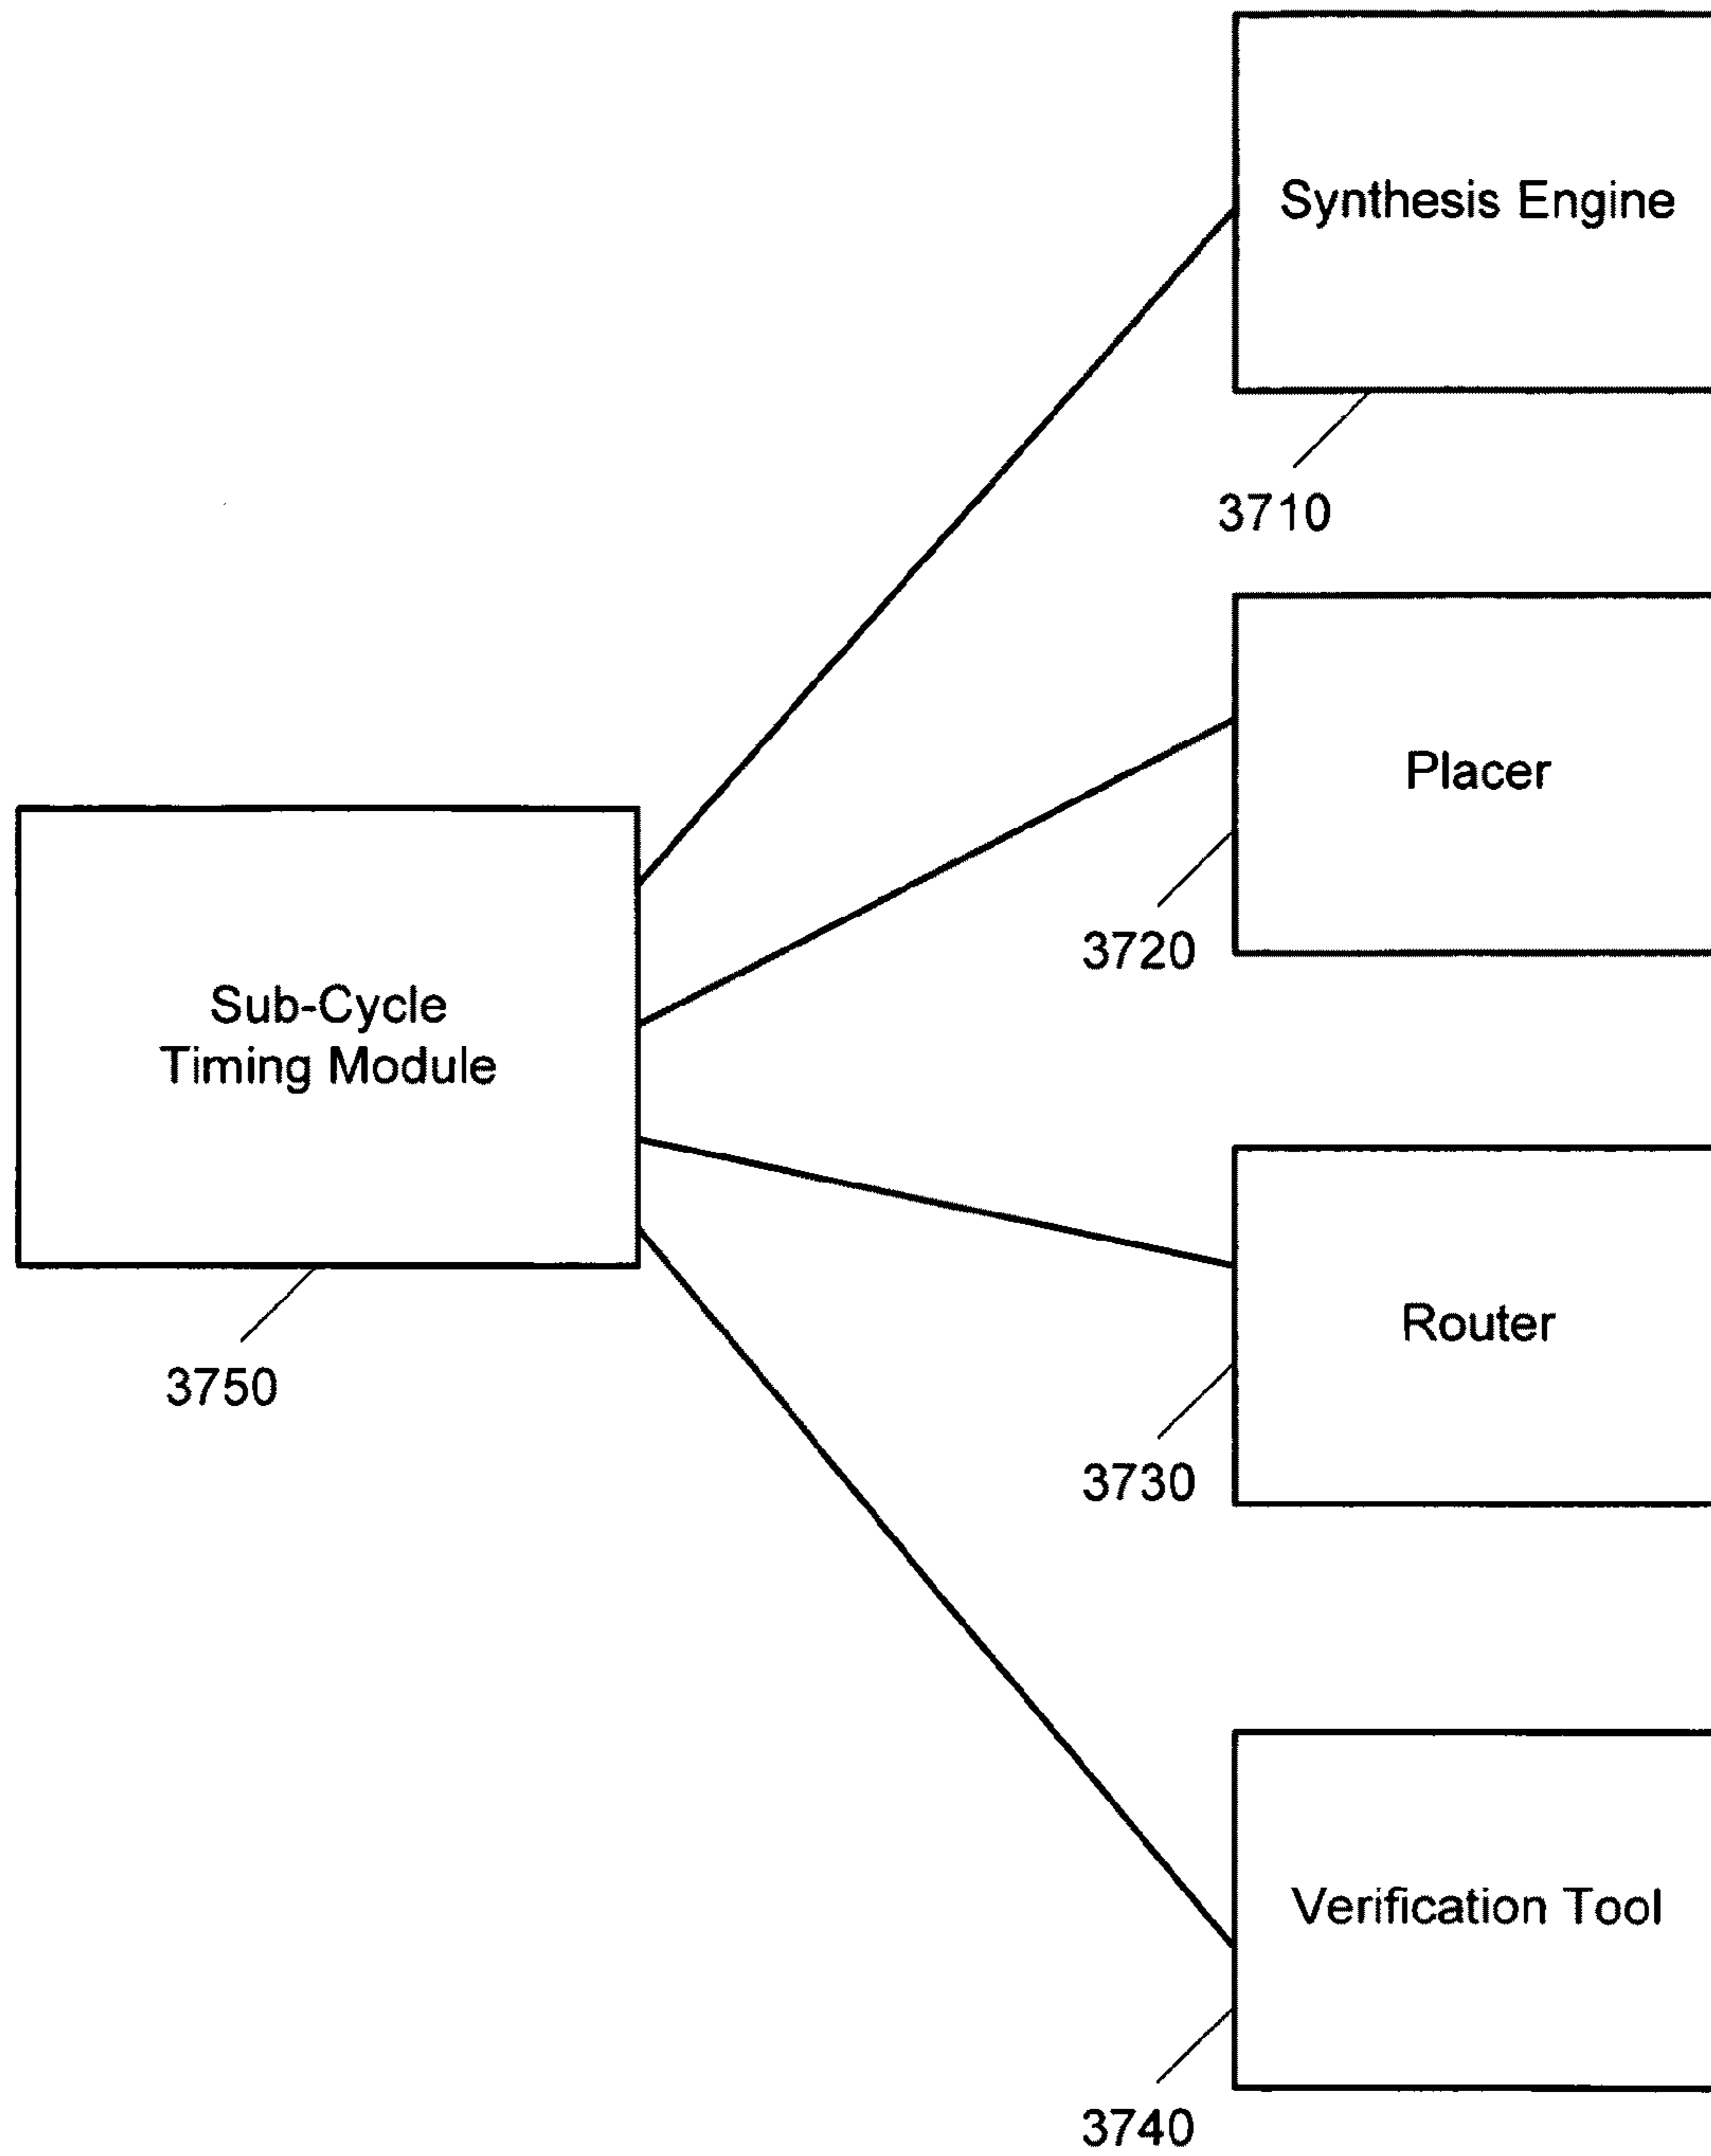 Synthesis Engine
3710
Placer
3720
Sub-Cycle
Timing Module
3750
Router
3730
Verification Tool
3740